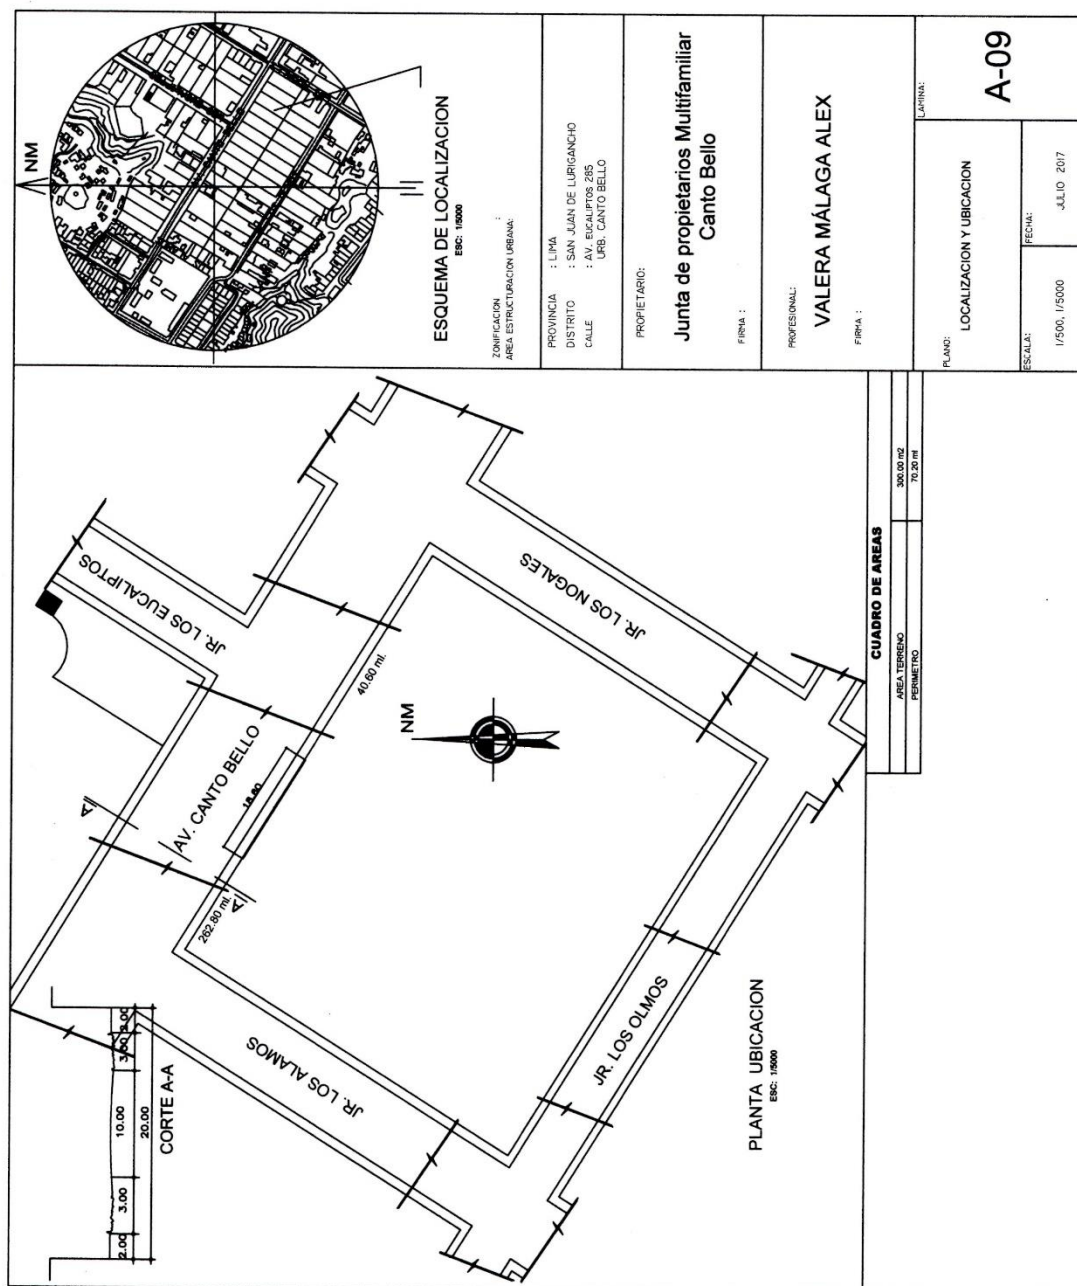 NM
ESQUEMA DE LOCALIZACION
ESC: 1/5000
ZONIFICACION :
AREA ESTRUCTURACION URBANA:
PROVINCIA : LIMA
DISTRITO : SAN JUAN DE LURIGANCHO
CALLE : AV. EUCALIPTOS 285
URB. CANTO BELLO
PROPIETARIO:
Junta de propietarios Multifamiliar
Canto Bello
FIRMA :
PROFESIONAL:
VALERA MÁLAGA ALEX
FIRMA :
PLANO:
LOCALIZACION Y UBICACION
LAMINA:
A-09
ESCALA:
1/500, 1/5000
FECHA:
JULIO 2017
JR. LOS EUCALIPTOS
JR. LOS NOGALES
40.60 ml.
NM
AV. CANTO BELLO
A
A
262.80 ml.
JR. LOS ALAMOS
JR. LOS OLMOS
2.00 3.00 10.00 3.00 2.00
20.00
CORTE A-A
PLANTA UBICACION
ESC: 1/5000
CUADRO DE AREAS
AREA TERRENO 300.00 m2
PERIMETRO 70.20 ml